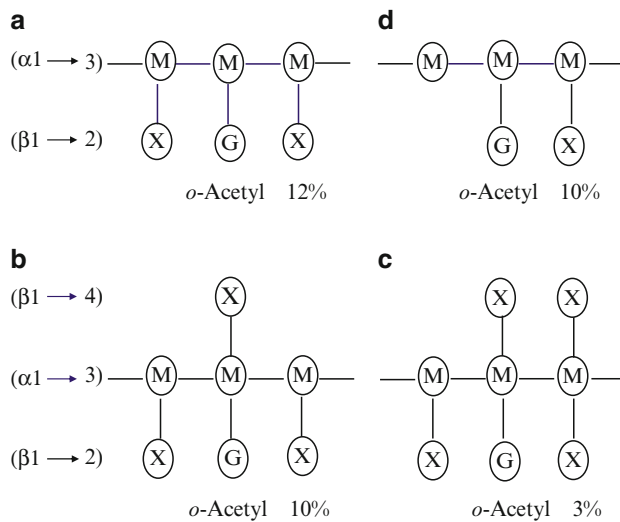 a d
(α1 → 3) M M M M M M
(β1 → 2) X G X G X
o-Acetyl 12% o-Acetyl 10%
b c
(β1 → 4) X X X
(α1 → 3) M M M M M M
(β1 → 2) X G X X G X
o-Acetyl 10% o-Acetyl 3%